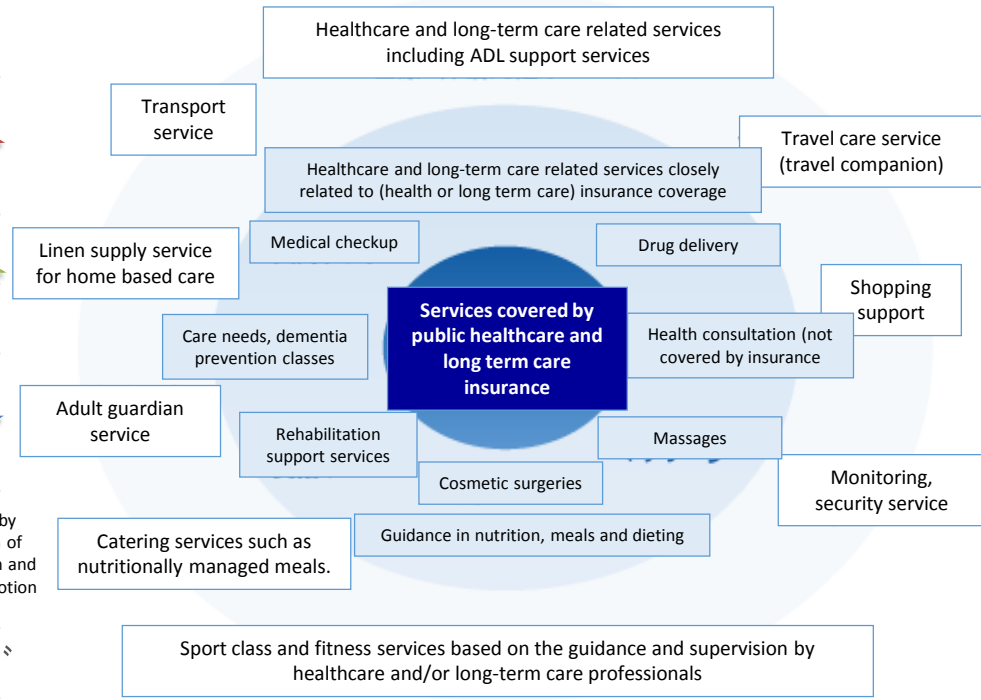 Healthcare and long-term care related services
including ADL support services
Transport
service
Travel care service
(travel companion)
Healthcare and long-term care related services closely
related to (health or long term care) insurance coverage
Medical checkup
Drug delivery
Linen supply service
for home based care
Shopping
support
Services covered by
public healthcare and
long term care
insurance
Care needs, dementia
prevention classes
Health consultation (not
covered by insurance
Adult guardian
service
Rehabilitation
support services
Massages
Cosmetic surgeries
Monitoring,
security service
by
of
and
otion
Catering services such as
nutritionally managed meals.
Guidance in nutrition, meals and dieting
Sport class and fitness services based on the guidance and supervision by
healthcare and/or long-term care professionals